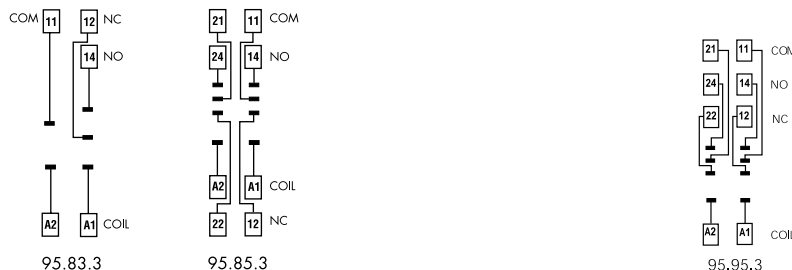 COM 11 12 NC
14 NO
A2 A1 COIL
95.83.3
21 11 COM
24 14 NO
A2 A1 COIL
22 12 NC
95.85.3
21 11 COM
24 14 NO
22 12 NC
A2 A1 COIL
95.95.3